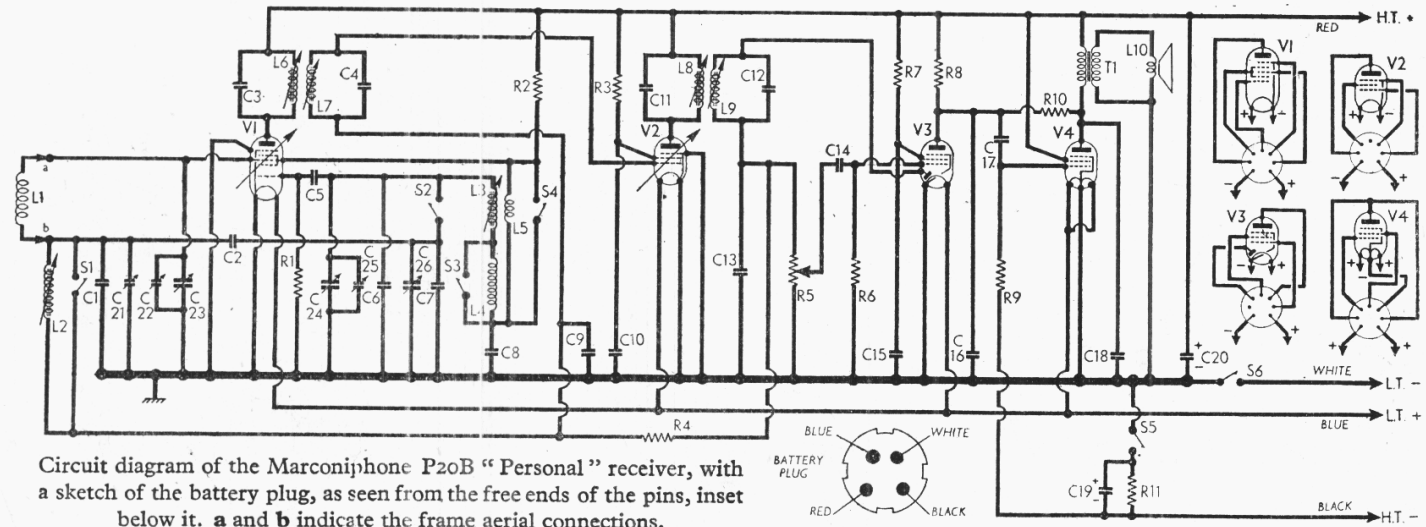 RED
H.T. +
L6
C4
C3
L7
V1
R2
R3
L8
C12
C11
L9
V2
R7
R8
T1
L10
R10
V4
V3
C 17
C14
V1
V2
a
L1
b
C5
S2
L3
S4
L5
C2
S1
C1
C 21
C 22
C 23
L2
R1
C 24
C 25
C6
C 26
C7
S3
L4
C8
C9
C10
C13
R5
R6
C15
C 16
R9
C18
+
C20
-
V3
V4
S6
WHITE
L.T. -
L.T. +
BLUE
R4
S5
BLUE
WHITE
BATTERY PLUG
RED
BLACK
C19
+
-
R11
BLACK
H.T. -
Circuit diagram of the Marconiphone P20B “ Personal ” receiver, with
a sketch of the battery plug, as seen from the free ends of the pins, inset
below it. a and b indicate the frame aerial connections.